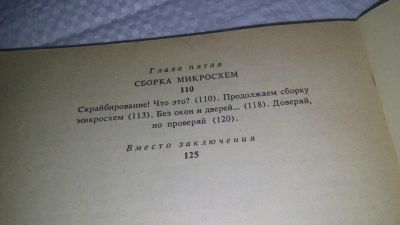 Глава пятая
СБОРКА МИКРОСХЕМ
110
Скрайбирование! Что это? (110). Продолжаем сборку
микросхем (113). Без окон и дверей... (118). Доверяй,
но проверяй (120).
Вместо заключения
125